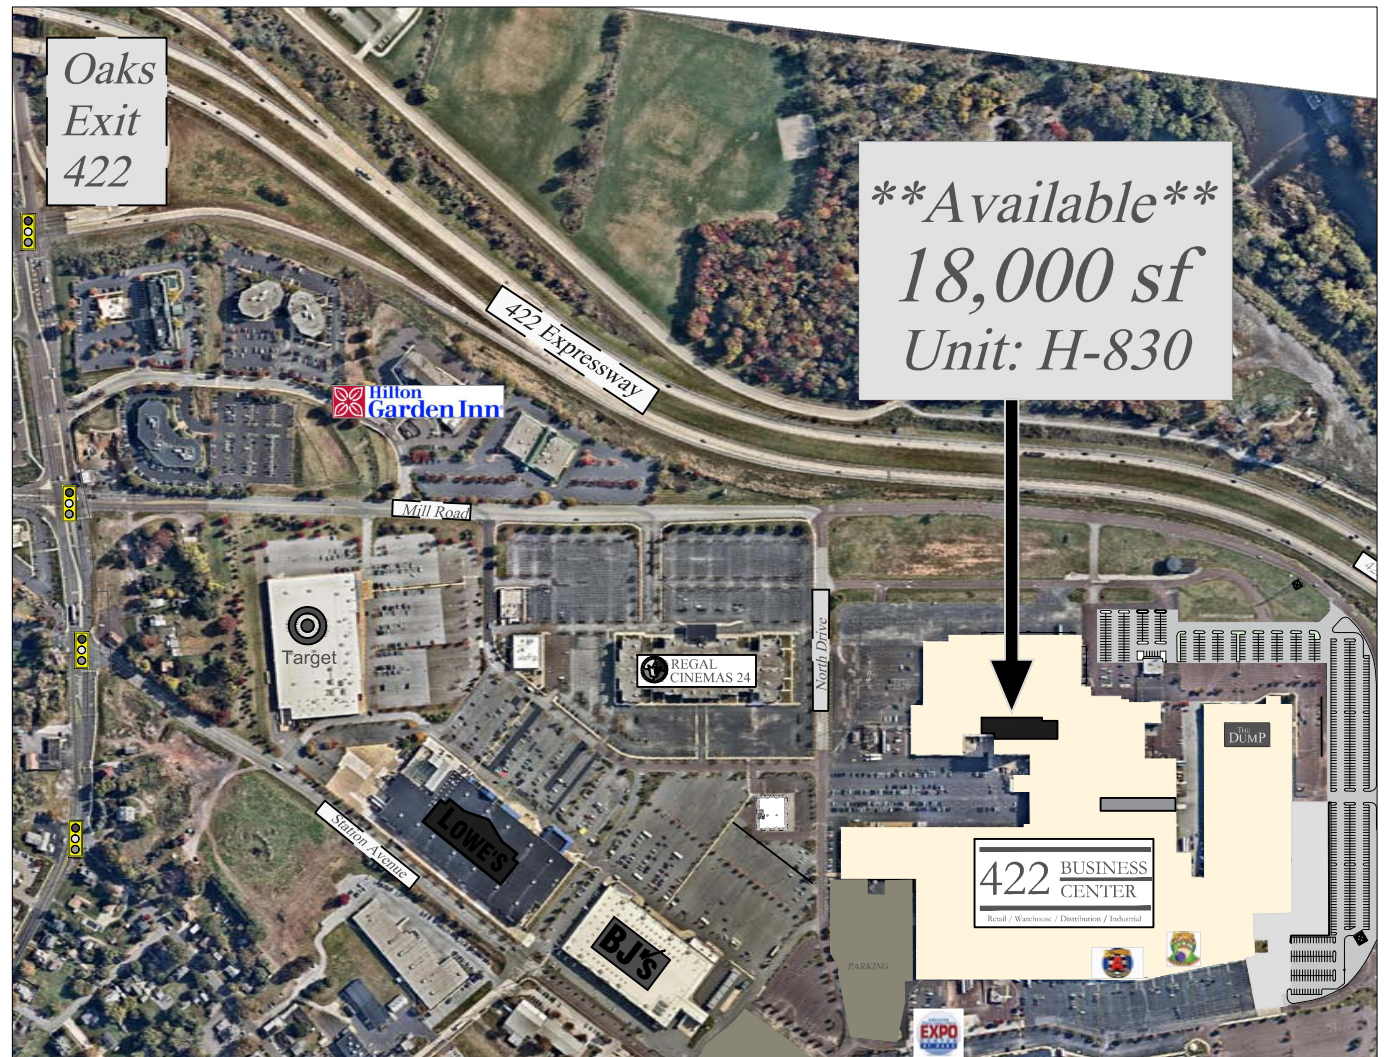 Oaks
Exit
422
**Available**
18,000 sf
Unit: H-830
422 Expressway
Hilton
Garden Inn
Mill Road
42
Target
North Drive
REGAL
CINEMAS 24
THE
DUMP
Station Avenue
LOWE'S
422 BUSINESS
CENTER
Retail / Warehouse / Distribution / Industrial
BJ'S
PARKING
EXPO